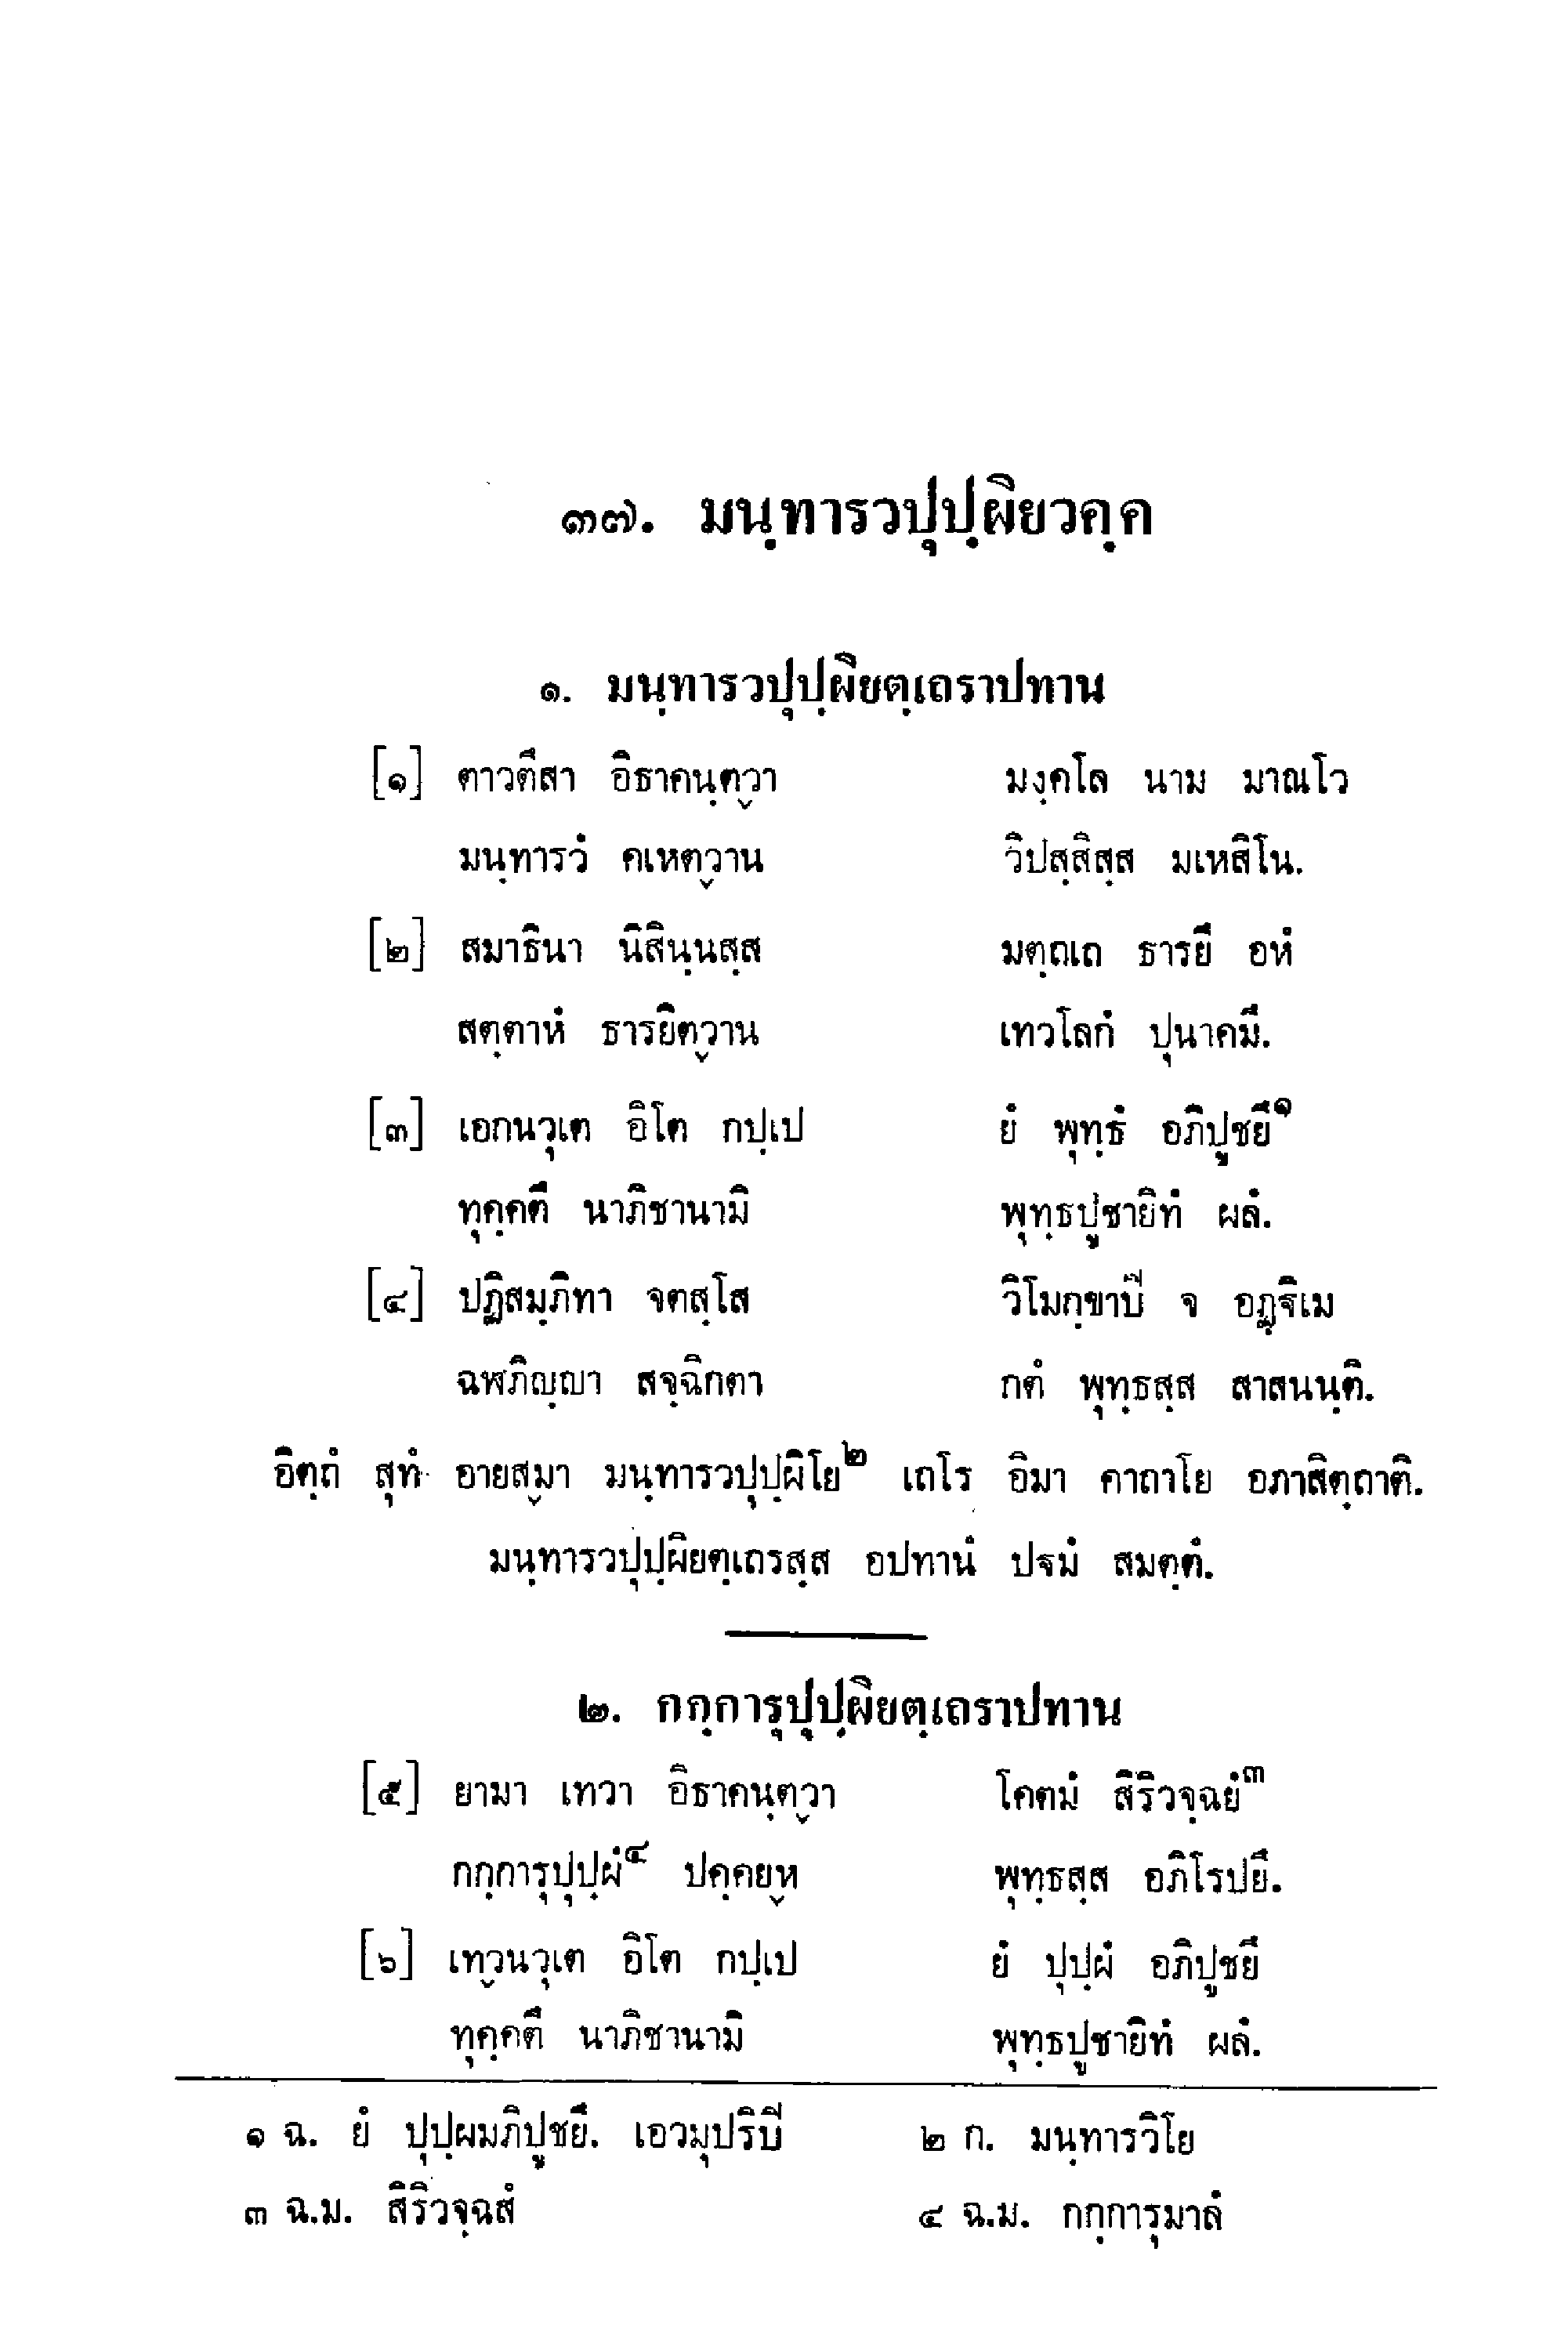 ๓๗. มนฺทารวปุปฺผิยวคฺค
๑. มนฺทารวปุปฺผิยตฺเถราปทาน
[๑] ตาวตึสา อิธาคนฺตฺวา มงฺคโล นาม มาณโว
มนฺทารวํ คเหตฺวาน วิปสฺสิสฺส มเหสิโน.
[๒] สมาธินา นิสินฺนสฺส มตฺถเถ ธารยึ อหํ
สตฺตาหํ ธารยิตฺวาน เทวโลกํ ปุนาคมึ.
[๓] เอกนวุเต อิโต กปฺเป ยํ พุทฺธํ อภิปูชยึ๑
ทุคฺคตึ นาภิชานามิ พุทฺธปูชายิทํ ผลํ.
[๔] ปฏิสมฺภิทา จตสฺโส วิโมกฺขาปิ จ อฏฺฐิเม
ฉฬภิญฺญา สจฺฉิกตา กตํ พุทฺธสฺส สาสนนฺติ.
อิตฺถํ สุทํ อายสฺมา มนฺทารวปุปฺผิโย๒ เถโร อิมา คาถาโย อภาสิตฺถาติ.
มนฺทารวปุปฺผิยตฺเถรสฺส อปทานํ ปฐมํ สมตฺตํ.
๒. กกฺการุปุปฺผิยตฺเถราปทาน
[๕] ยามา เทวา อิธาคนฺตฺวา โคตมํ สิริวจฺฉยํ๓
กกฺการุปุปฺผํ๔ ปคฺคยฺห พุทฺธสฺส อภิโรปยึ.
[๖] เทฺวนวุเต อิโต กปฺเป ยํ ปุปฺผํ อภิปูชยึ
ทุคฺคตึ นาภิชานามิ พุทฺธปูชายิทํ ผลํ.
๑ ฉ. ยํ ปุปฺผมภิปูชยึ. เอวมุปริปิ ๒ ก. มนฺทารวิโย
๓ ฉ.ม. สิริวจฺฉสํ ๔ ฉ.ม. กกฺการุมาลํ